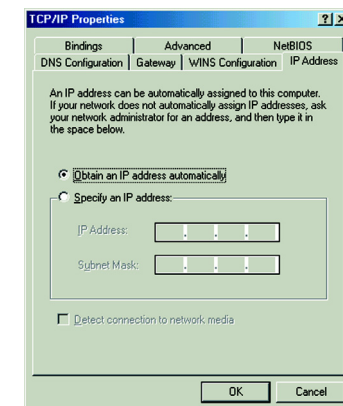 TCP/IP Properties
Bindings Advanced NetBIOS
DNS Configuration Gateway WINS Configuration IP Address
An IP address can be automatically assigned to this computer.
If your network does not automatically assign IP addresses, ask
your network administrator for an address, and then type it in
the space below.
Obtain an IP address automatically
Specify an IP address:
IP Address:
Subnet Mask:
Detect connection to network media
OK Cancel